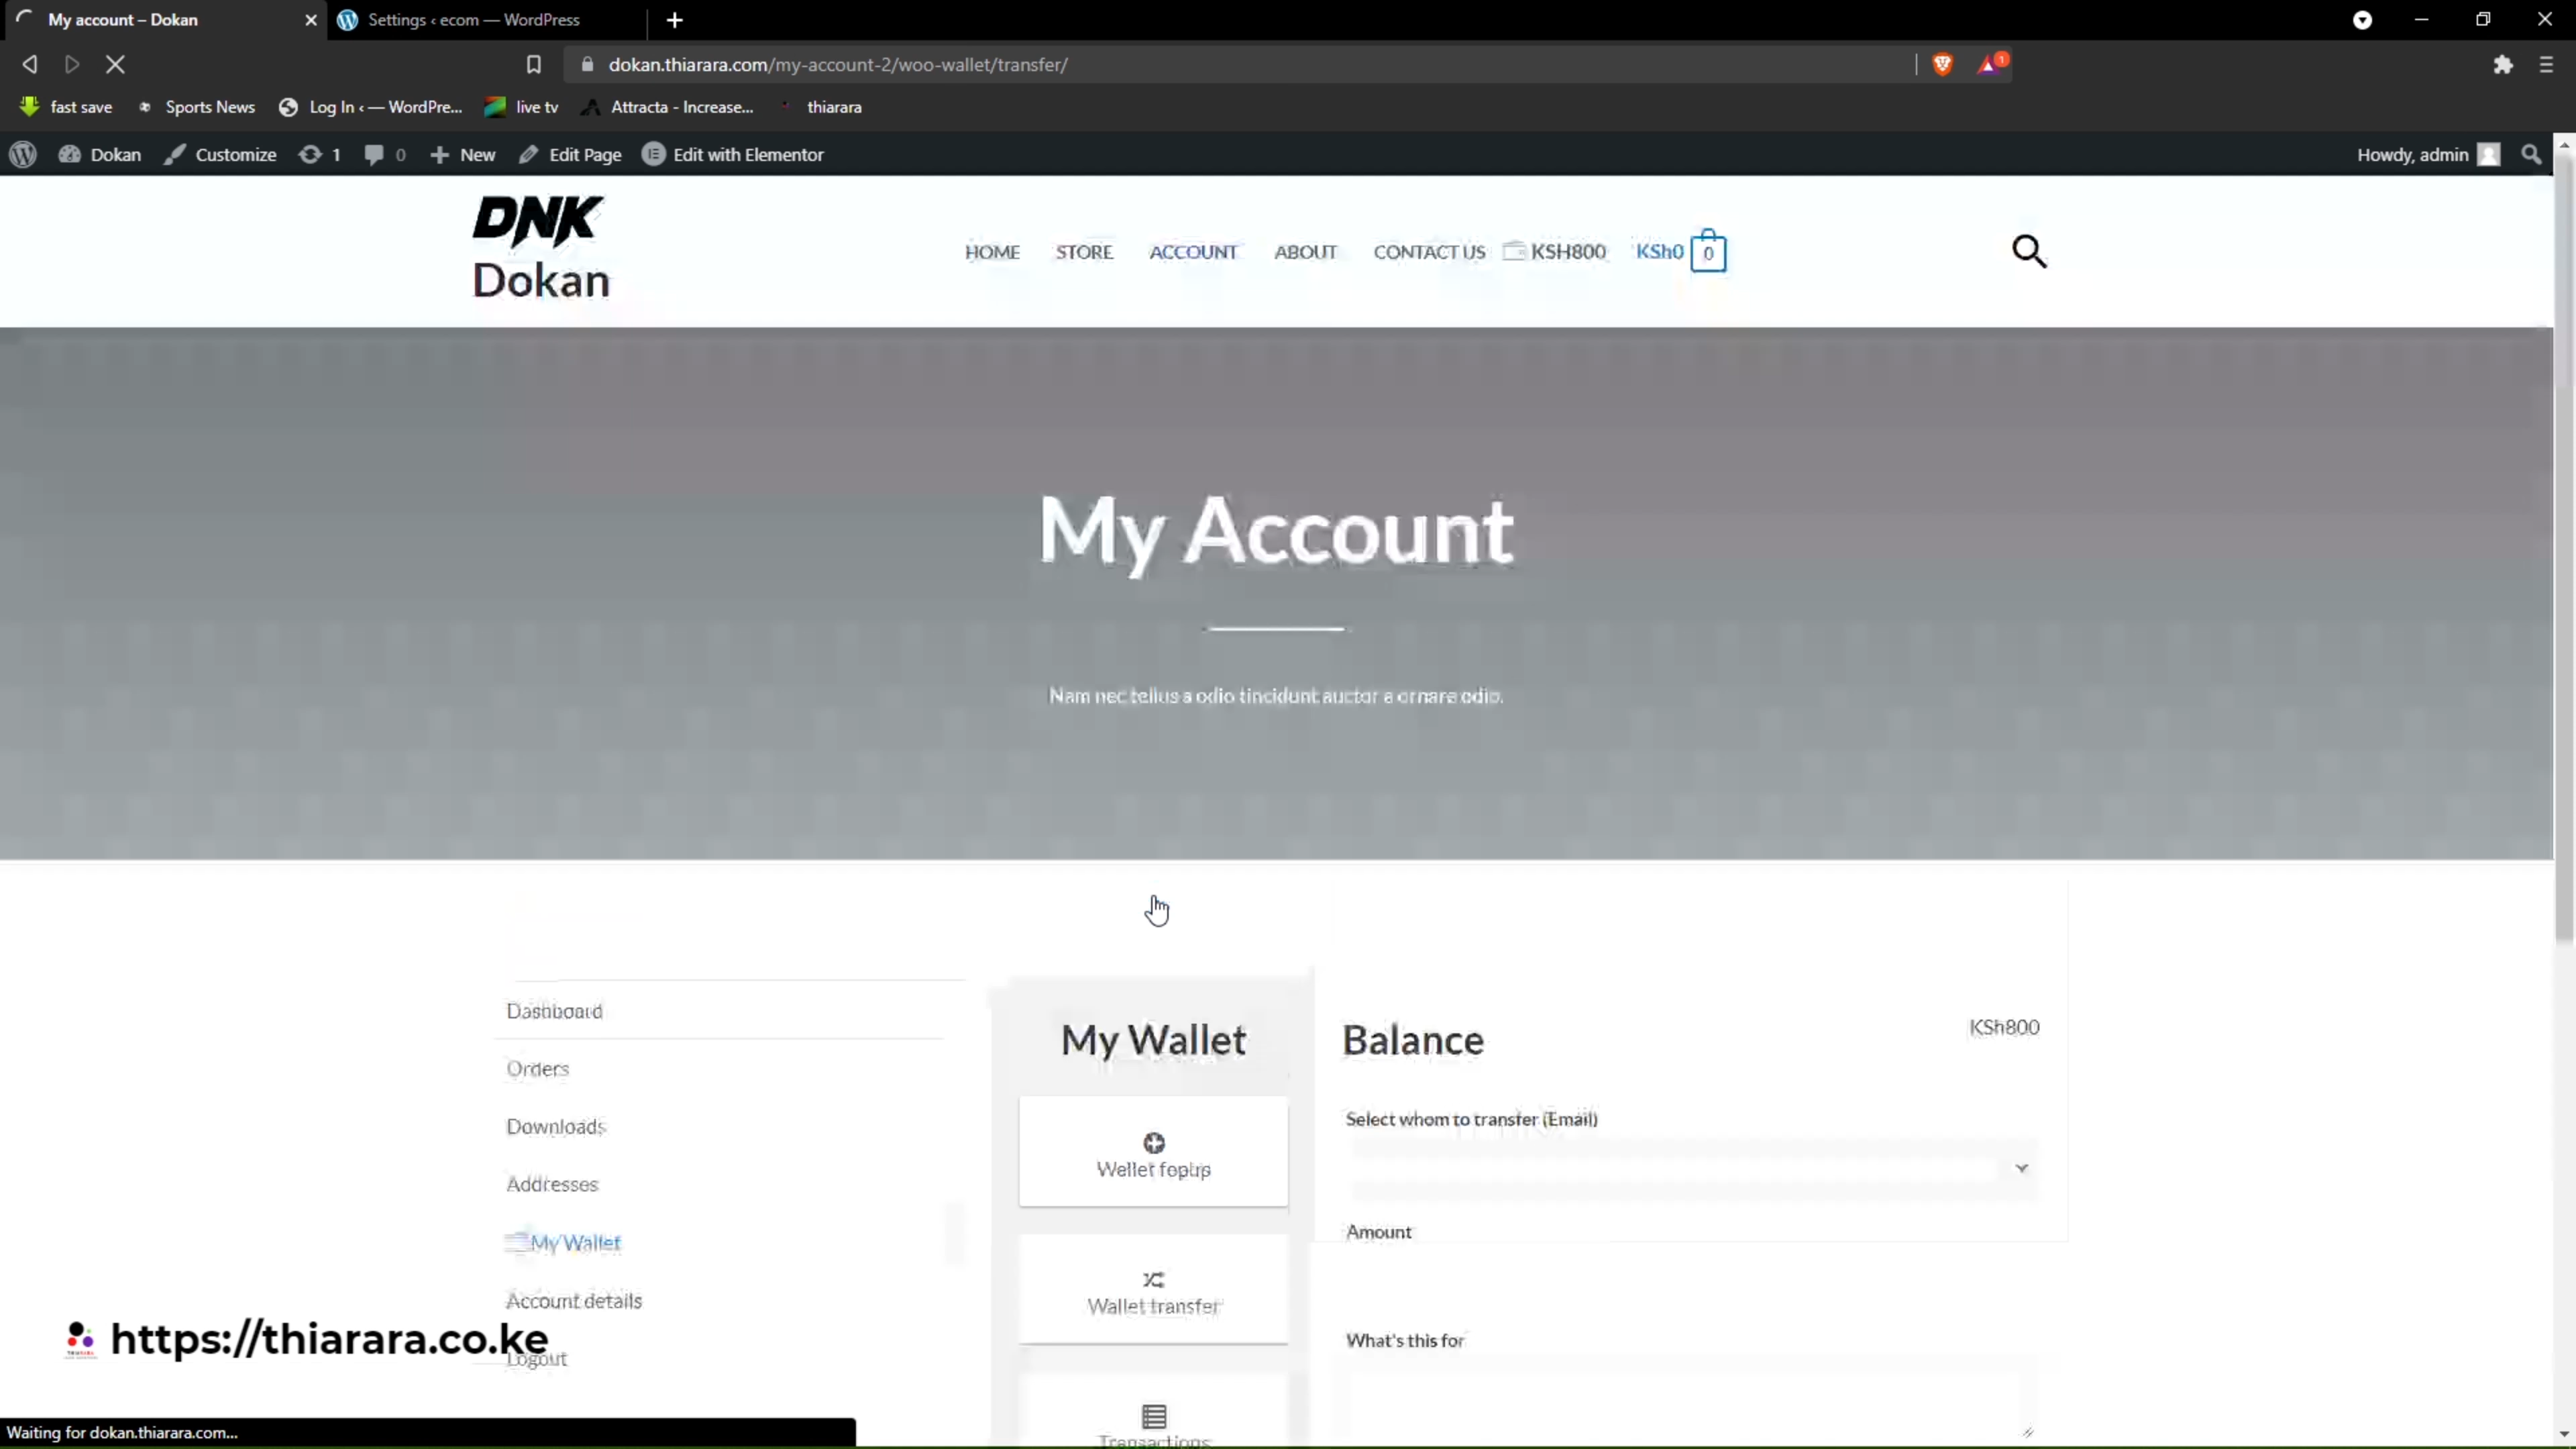 My account – Dokan
Settings ‹ ecom — WordPress
dokan.thiarara.com/my-account-2/woo-wallet/transfer/
1
fast save
Sports News
Log In ‹ — WordPre...
live tv
Attracta - Increase...
thiarara
Dokan
Customize
1
0
New
Edit Page
Edit with Elementor
Howdy, admin
DNK
Dokan
HOME
STORE
ACCOUNT
ABOUT
CONTACT US
KSH800
KSh0
0
My Account
Nam nec tellus a odio tincidunt auctor a ornare odio.
Dashboard
Orders
Downloads
Addresses
My Wallet
Account details
Logout
My Wallet
Wallet topup
Wallet transfer
Transactions
Balance
KSh800
Select whom to transfer (Email)
Amount
What's this for
https://thiarara.co.ke
Waiting for dokan.thiarara.com...